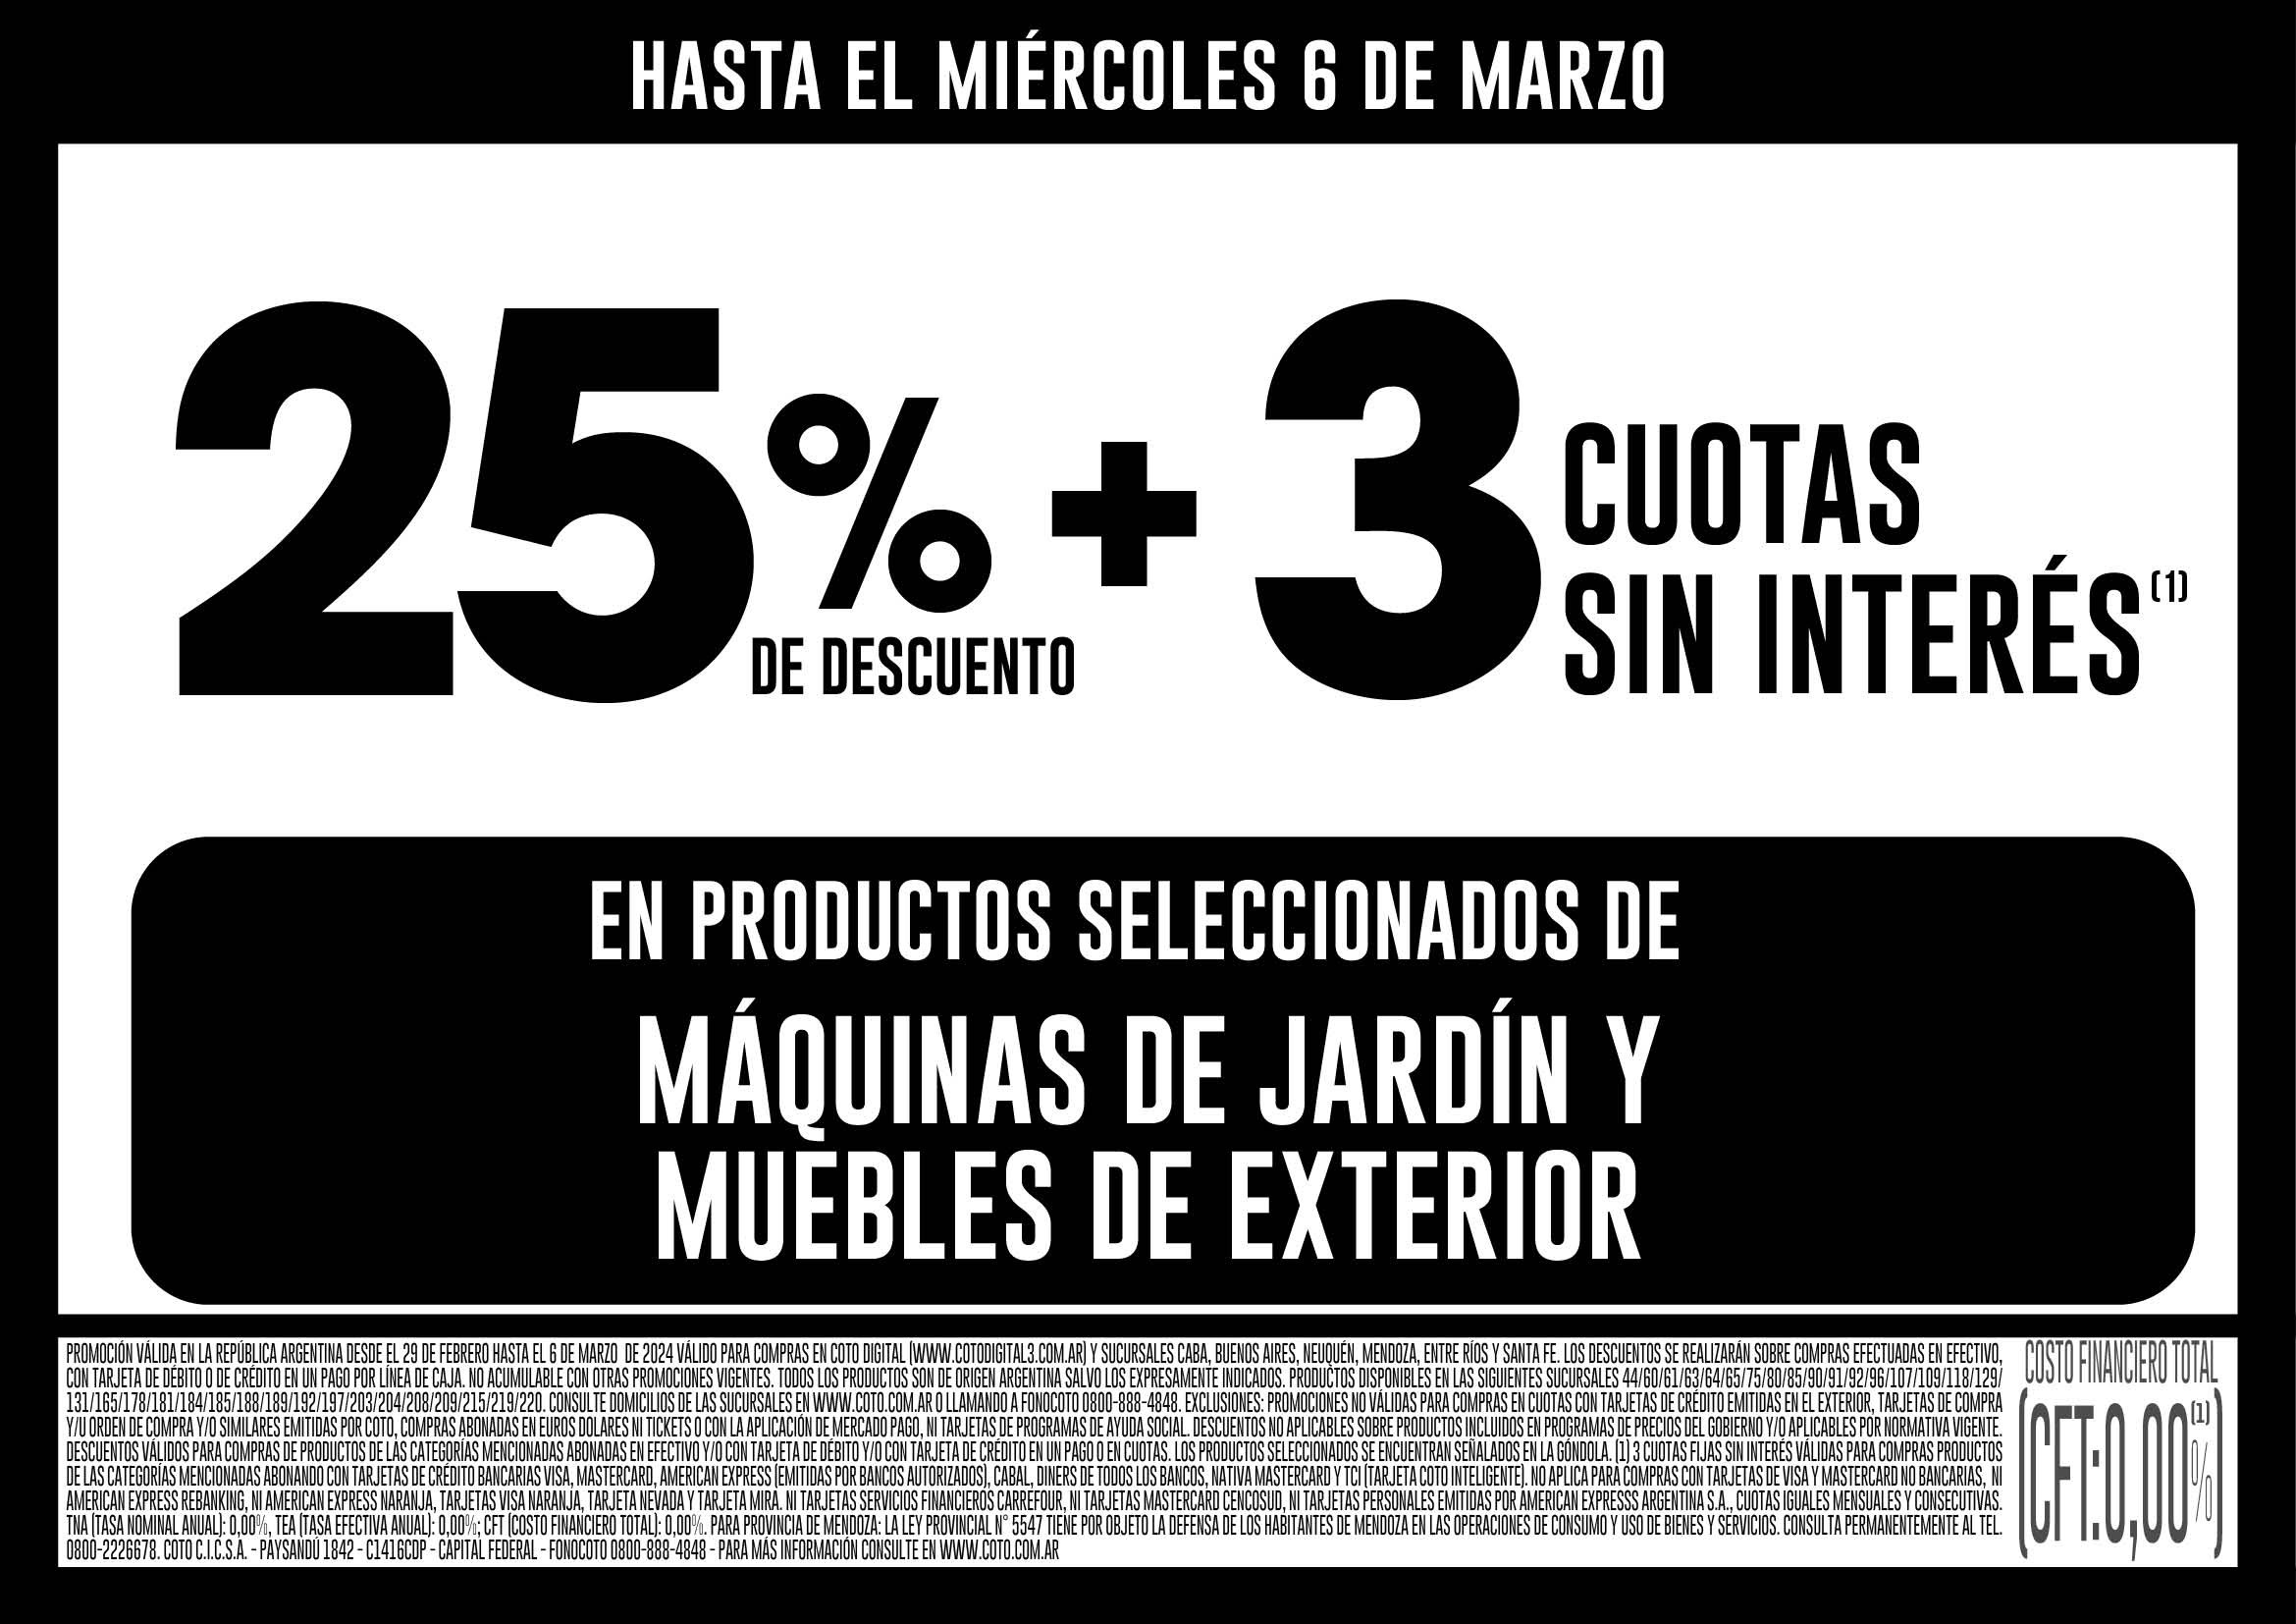 HASTA EL MIÉRCOLES 6 DE MARZO
25% DE DESCUENTO + 3 CUOTAS SIN INTERÉS (1)
EN PRODUCTOS SELECCIONADOS DE
MÁQUINAS DE JARDÍN Y
MUEBLES DE EXTERIOR
PROMOCIÓN VÁLIDA EN LA REPÚBLICA ARGENTINA DESDE EL 29 DE FEBRERO HASTA EL 6 DE MARZO DE 2024 VÁLIDO PARA COMPRAS EN COTO DIGITAL (WWW.COTODIGITAL3.COM.AR) Y SUCURSALES CABA, BUENOS AIRES, NEUQUÉN, MENDOZA, ENTRE RÍOS Y SANTA FE. LOS DESCUENTOS SE REALIZARÁN SOBRE COMPRAS EFECTUADAS EN EFECTIVO,
CON TARJETA DE DÉBITO O DE CRÉDITO EN UN PAGO POR LÍNEA DE CAJA. NO ACUMULABLE CON OTRAS PROMOCIONES VIGENTES. TODOS LOS PRODUCTOS SON DE ORIGEN ARGENTINA SALVO LOS EXPRESAMENTE INDICADOS. PRODUCTOS DISPONIBLES EN LAS SIGUIENTES SUCURSALES 44/60/61/63/64/65/75/80/85/90/91/92/96/107/109/118/129/
131/165/178/181/184/185/188/189/192/197/203/204/208/209/215/219/220. CONSULTE DOMICILIOS DE LAS SUCURSALES EN WWW.COTO.COM.AR O LLAMANDO A FONOCOTO 0800-888-4848. EXCLUSIONES: PROMOCIONES NO VÁLIDAS PARA COMPRAS EN CUOTAS CON TARJETAS DE CRÉDITO EMITIDAS EN EL EXTERIOR, TARJETAS DE COMPRA
Y/U ORDEN DE COMPRA Y/O SIMILARES EMITIDAS POR COTO, COMPRAS ABONADAS EN EUROS DOLARES NI TICKETS O CON LA APLICACIÓN DE MERCADO PAGO, NI TARJETAS DE PROGRAMAS DE AYUDA SOCIAL. DESCUENTOS NO APLICABLES SOBRE PRODUCTOS INCLUIDOS EN PROGRAMAS DE PRECIOS DEL GOBIERNO Y/O APLICABLES POR NORMATIVA VIGENTE.
DESCUENTOS VÁLIDOS PARA COMPRAS DE PRODUCTOS DE LAS CATEGORÍAS MENCIONADAS ABONADAS EN EFECTIVO Y/O CON TARJETA DE DÉBITO Y/O CON TARJETA DE CRÉDITO EN UN PAGO O EN CUOTAS. LOS PRODUCTOS SELECCIONADOS SE ENCUENTRAN SEÑALADOS EN LA GÓNDOLA. (1) 3 CUOTAS FIJAS SIN INTERÉS VÁLIDAS PARA COMPRAS PRODUCTOS
DE LAS CATEGORÍAS MENCIONADAS ABONANDO CON TARJETAS DE CRÉDITO BANCARIAS VISA, MASTERCARD, AMERICAN EXPRESS (EMITIDAS POR BANCOS AUTORIZADOS), CABAL, DINERS DE TODOS LOS BANCOS, NATIVA MASTERCARD Y TCI (TARJETA COTO INTELIGENTE). NO APLICA PARA COMPRAS CON TARJETAS DE VISA Y MASTERCARD NO BANCARIAS, NI
AMERICAN EXPRESS REBANKING, NI AMERICAN EXPRESS NARANJA, TARJETAS VISA NARANJA, TARJETA NEVADA Y TARJETA MIRA. NI TARJETAS SERVICIOS FINANCIEROS CARREFOUR, NI TARJETAS MASTERCARD CENCOSUD, NI TARJETAS PERSONALES EMITIDAS POR AMERICAN EXPRESSS ARGENTINA S.A., CUOTAS IGUALES MENSUALES Y CONSECUTIVAS.
TNA (TASA NOMINAL ANUAL): 0,00%, TEA (TASA EFECTIVA ANUAL): 0,00%; CFT (COSTO FINANCIERO TOTAL): 0,00%. PARA PROVINCIA DE MENDOZA: LA LEY PROVINCIAL N° 5547 TIENE POR OBJETO LA DEFENSA DE LOS HABITANTES DE MENDOZA EN LAS OPERACIONES DE CONSUMO Y USO DE BIENES Y SERVICIOS. CONSULTA PERMANENTEMENTE AL TEL.
0800-2226678. COTO C.I.C.S.A. - PAYSANDÚ 1842 - C1416CDP - CAPITAL FEDERAL - FONOCOTO 0800-888-4848 - PARA MÁS INFORMACIÓN CONSULTE EN WWW.COTO.COM.AR
COSTO FINANCIERO TOTAL
(CFT:0,00%(1))